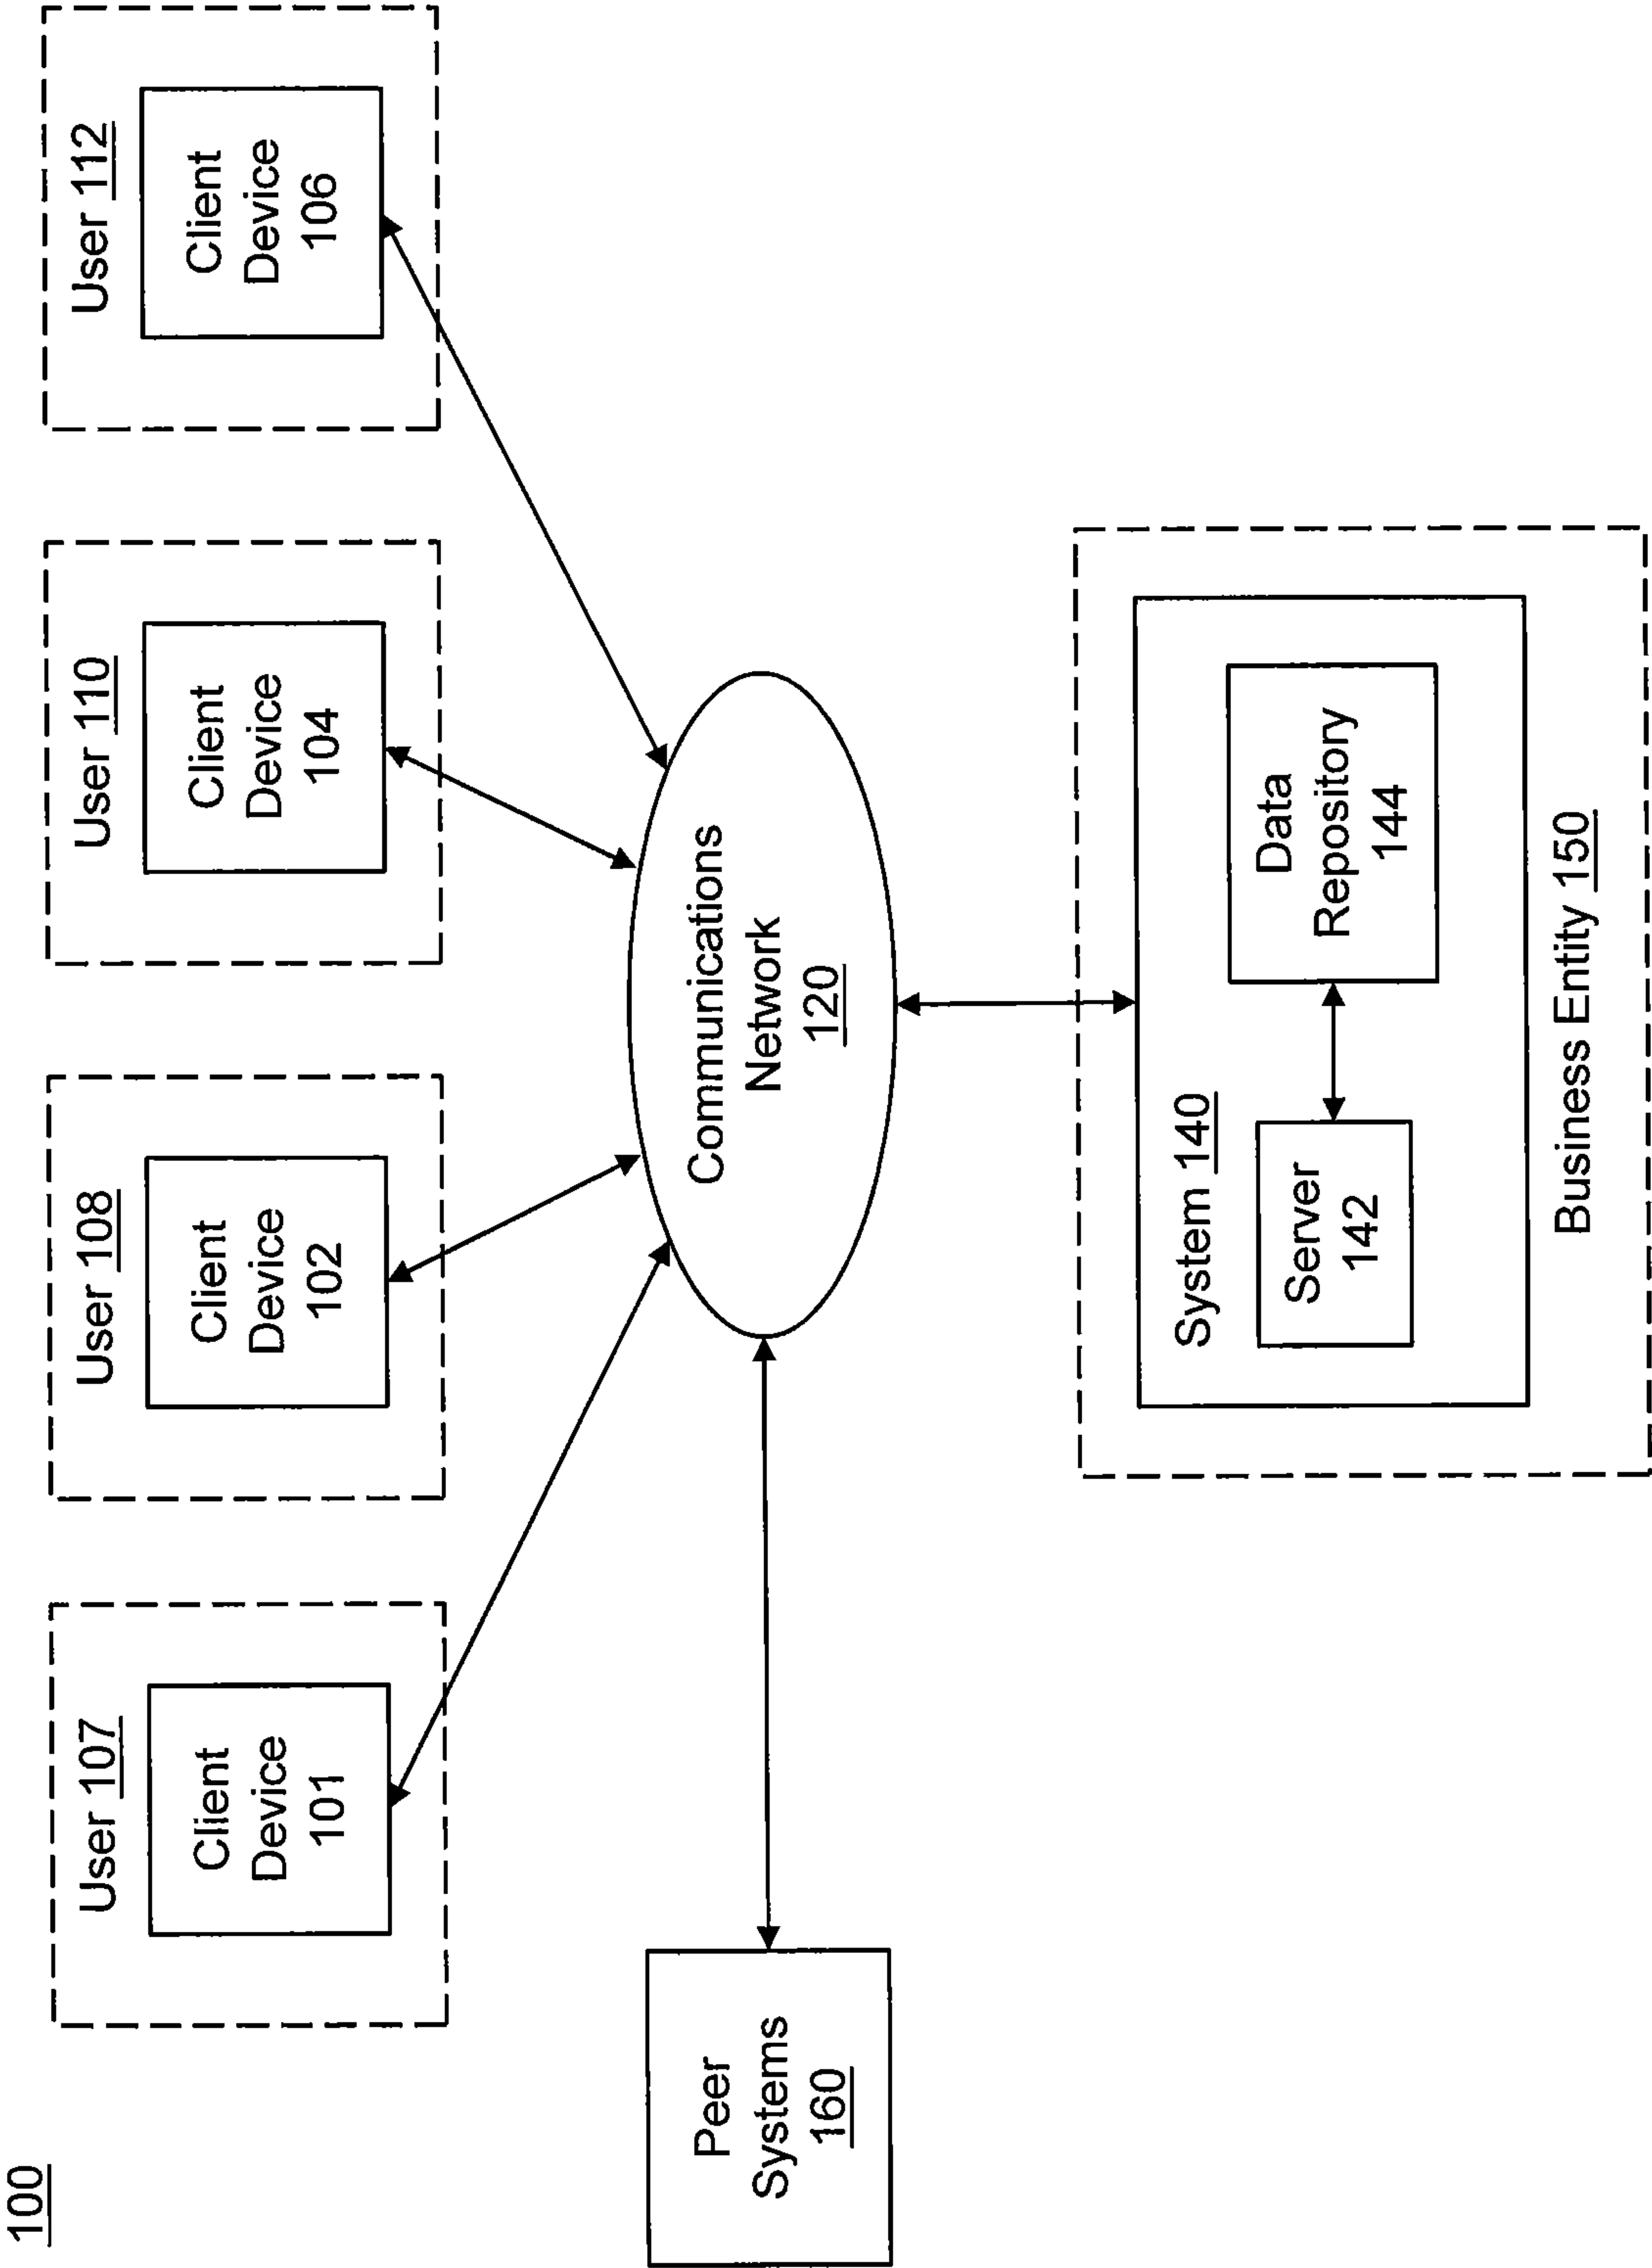 100
User 107
Client
Device
101
User 108
Client
Device
102
User 110
Client
Device
104
User 112
Client
Device
106
Peer
Systems
160
Communications
Network
120
System 140
Server
142
Data
Repository
144
Business Entity 150